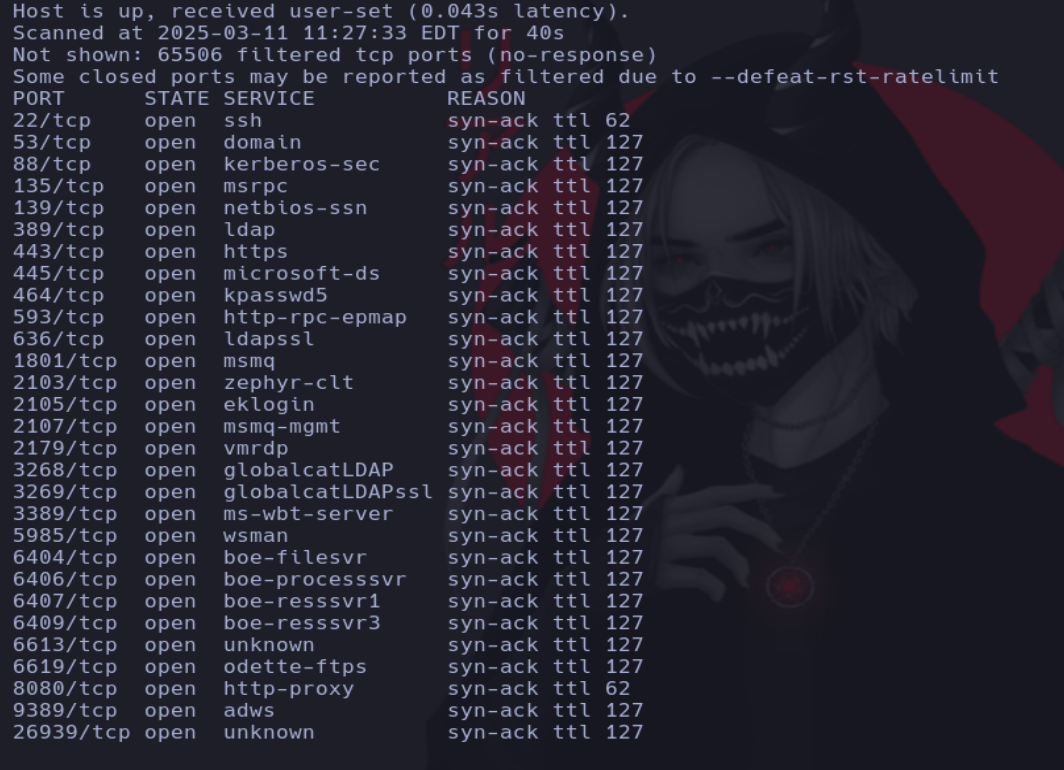 Host is up, received user-set (0.043s latency).
Scanned at 2025-03-11 11:27:33 EDT for 40s
Not shown: 65506 filtered tcp ports (no-response)
Some closed ports may be reported as filtered due to --defeat-rst-ratelimit
PORT STATE SERVICE REASON
22/tcp open ssh syn-ack ttl 62
53/tcp open domain syn-ack ttl 127
88/tcp open kerberos-sec syn-ack ttl 127
135/tcp open msrpc syn-ack ttl 127
139/tcp open netbios-ssn syn-ack ttl 127
389/tcp open ldap syn-ack ttl 127
443/tcp open https syn-ack ttl 127
445/tcp open microsoft-ds syn-ack ttl 127
464/tcp open kpasswd5 syn-ack ttl 127
593/tcp open http-rpc-epmap syn-ack ttl 127
636/tcp open ldapssl syn-ack ttl 127
1801/tcp open msmq syn-ack ttl 127
2103/tcp open zephyr-clt syn-ack ttl 127
2105/tcp open eklogin syn-ack ttl 127
2107/tcp open msmq-mgmt syn-ack ttl 127
2179/tcp open vmrdp syn-ack ttl 127
3268/tcp open globalcatLDAP syn-ack ttl 127
3269/tcp open globalcatLDAPssl syn-ack ttl 127
3389/tcp open ms-wbt-server syn-ack ttl 127
5985/tcp open wsman syn-ack ttl 127
6404/tcp open boe-filesvr syn-ack ttl 127
6406/tcp open boe-processsvr syn-ack ttl 127
6407/tcp open boe-resssvr1 syn-ack ttl 127
6409/tcp open boe-resssvr3 syn-ack ttl 127
6613/tcp open unknown syn-ack ttl 127
6619/tcp open odette-ftps syn-ack ttl 127
8080/tcp open http-proxy syn-ack ttl 62
9389/tcp open adws syn-ack ttl 127
26939/tcp open unknown syn-ack ttl 127